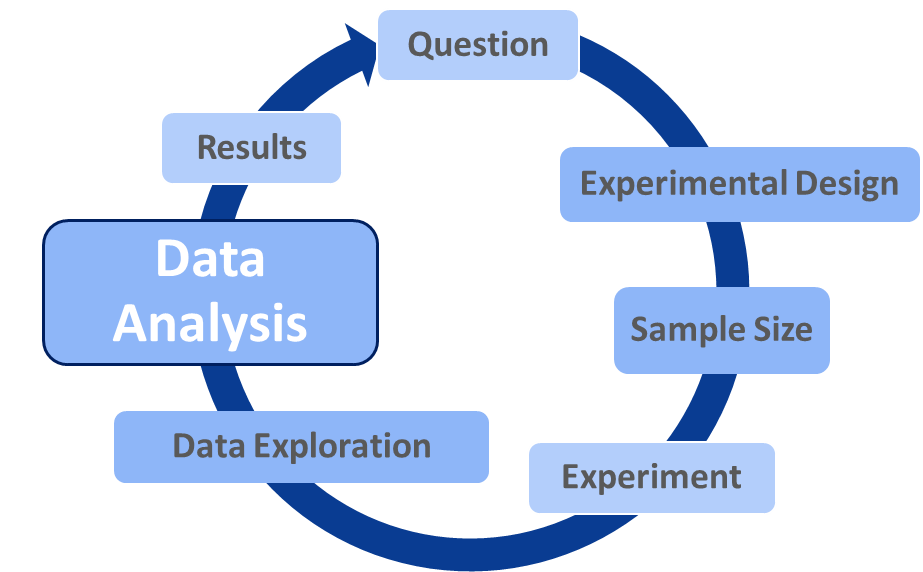 Question
Experimental Design
Sample Size
Experiment
Data Exploration
Data
Analysis
Results